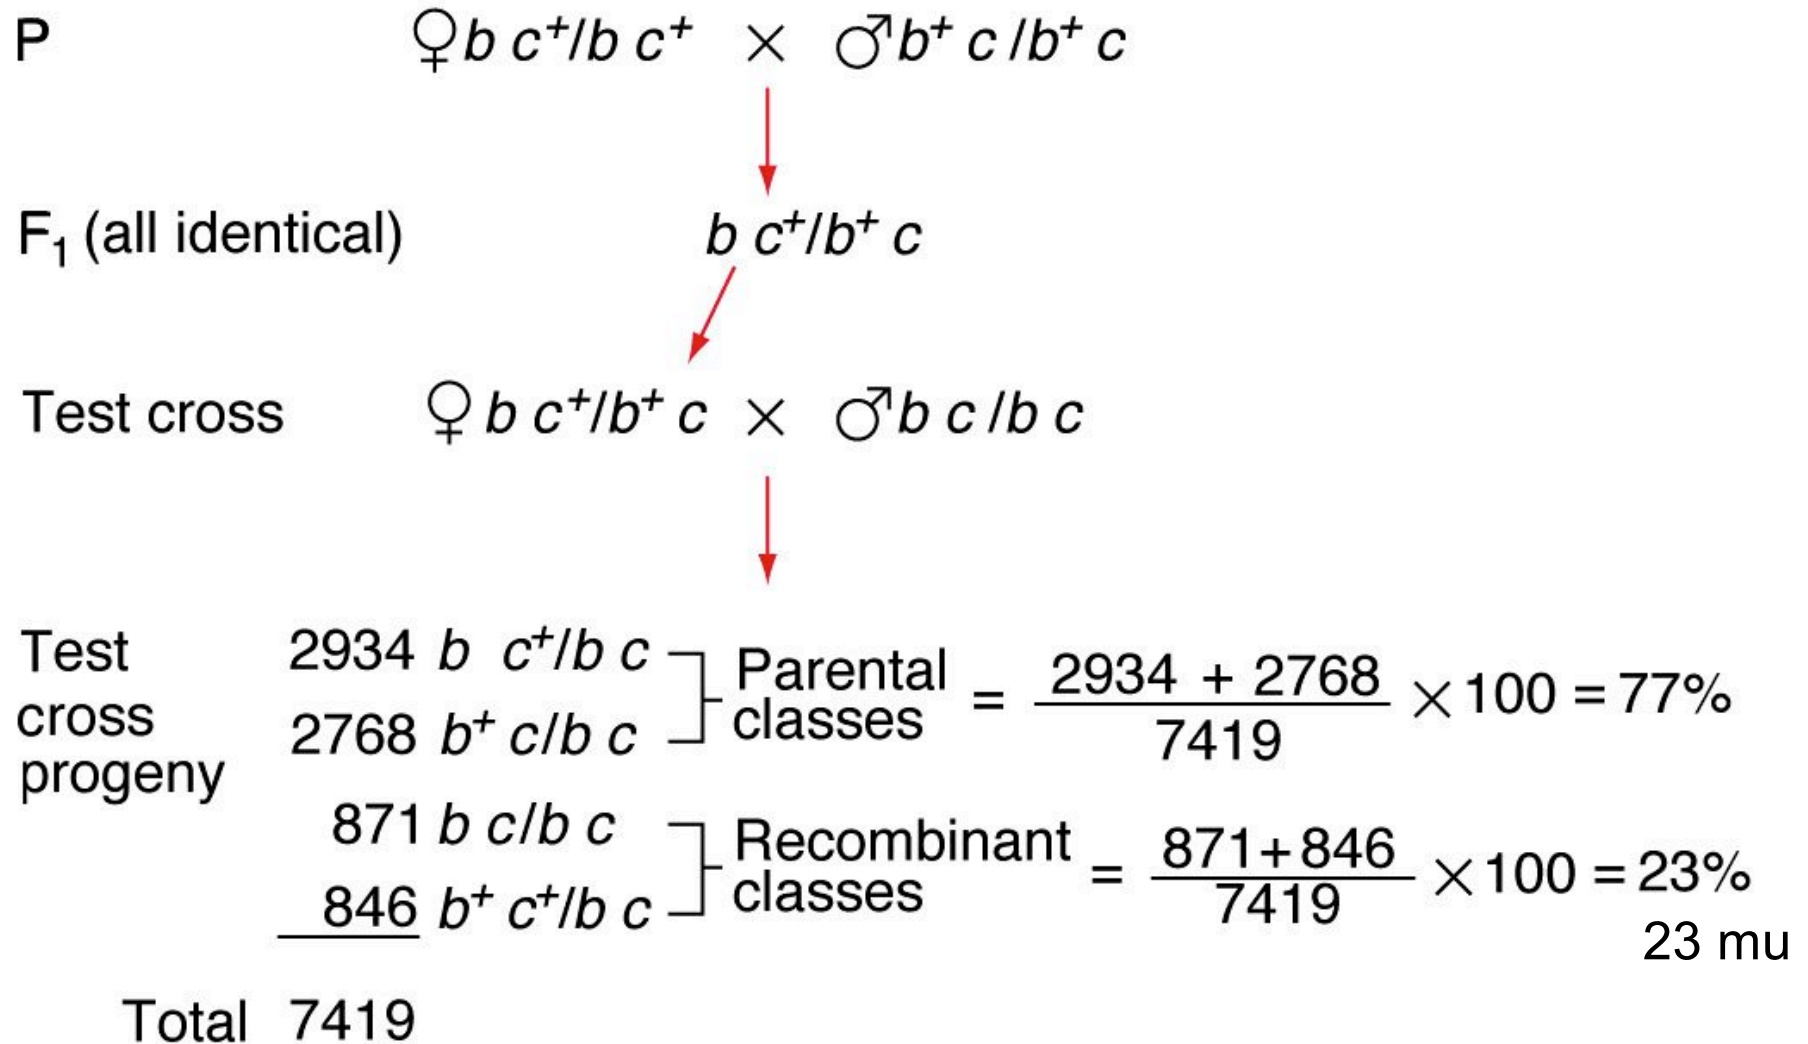 P ♀b c⁺/b c⁺ × ♂b⁺ c /b⁺ c
F₁ (all identical) b c⁺/b⁺ c
Test cross ♀ b c⁺/b⁺ c × ♂b c /b c
Test cross progeny
2934 b c⁺/b c
2768 b⁺ c/b c
Parental classes = 2934 + 2768 / 7419 ×100 = 77%
871 b c/b c
846 b⁺ c⁺/b c
Recombinant classes = 871+846 / 7419 ×100 = 23%
23 mu
Total 7419